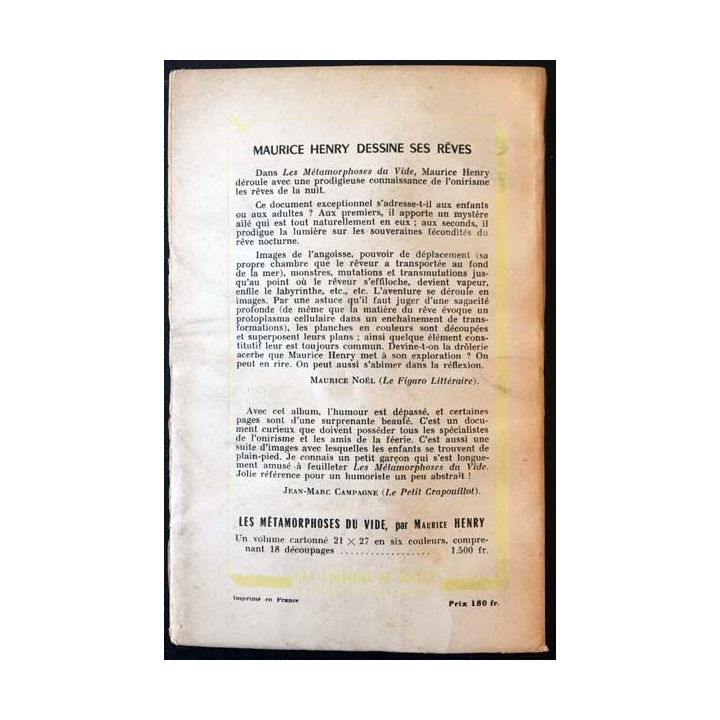 MAURICE HENRY DESSINE SES RÊVES
Dans Les Métamorphoses du Vide, Maurice Henry
déroule avec une prodigieuse connaissance de l'onirisme
les rêves de la nuit.
Ce document exceptionnel s'adresse-t-il aux enfants
ou aux adultes ? Aux premiers, il apporte un mystère
ailé qui est tout naturellement en eux ; aux seconds, il
prodigue la lumière sur les souveraines fécondités du
rêve nocturne.
Images de l'angoisse, pouvoir de déplacement (sa
propre chambre que le rêveur a transportée au fond
de la mer), monstres, mutations et transmutations jus-
qu'au point où le rêveur s'effiloche, devient vapeur,
enfile le labyrinthe, etc., etc. L'aventure se déroule en
images. Par une astuce qu'il faut juger d'une sagacité
profonde (de même que la matière du rêve évoque un
protoplasma cellulaire dans un enchaînement de trans-
formations), les planches en couleurs sont découpées
et superposent leurs plans ; ainsi quelque élément cons-
titutif leur est toujours commun. Devine-t-on la drôlerie
acerbe que Maurice Henry met à son exploration ? On
peut en rire. On peut aussi s'abîmer dans la réflexion.
MAURICE NOËL (Le Figaro Littéraire).
Avec cet album, l'humour est dépassé, et certaines
pages sont d'une surprenante beauté. C'est un docu-
ment curieux que doivent posséder tous les spécialistes
de l'onirisme et les amis de la féerie. C'est aussi une
suite d'images avec lesquelles les enfants se trouvent de
plain-pied. Je connais un petit garçon qui s'est longue-
ment amusé à feuilleter Les Métamorphoses du Vide.
Jolie référence pour un humoriste un peu abstrait !
JEAN-MARC CAMPAGNE (Le Petit Crapouillot).
LES MÉTAMORPHOSES DU VIDE, par MAURICE HENRY
Un volume cartonné 21 × 27 en six couleurs, compre-
nant 18 découpages .................. 1.500 fr.
Imprimé en France
Prix 180 fr.